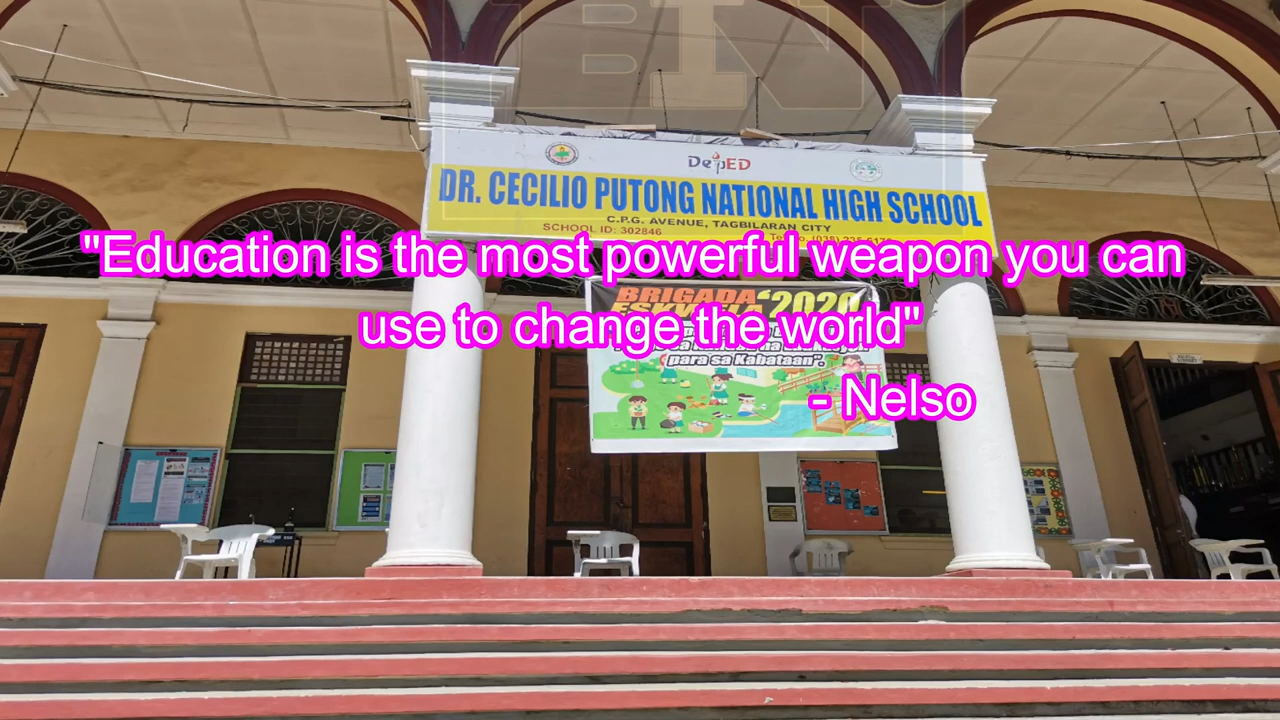 DepED
DR. CECILIO PUTONG NATIONAL HIGH SCHOOL
C.P.G. AVENUE, TAGBILARAN CITY
SCHOOL ID: 302846
"Education is the most powerful weapon you can
use to change the world"
- Nelso
BRIGADA ESKWELA '2020
para sa Kabataan".